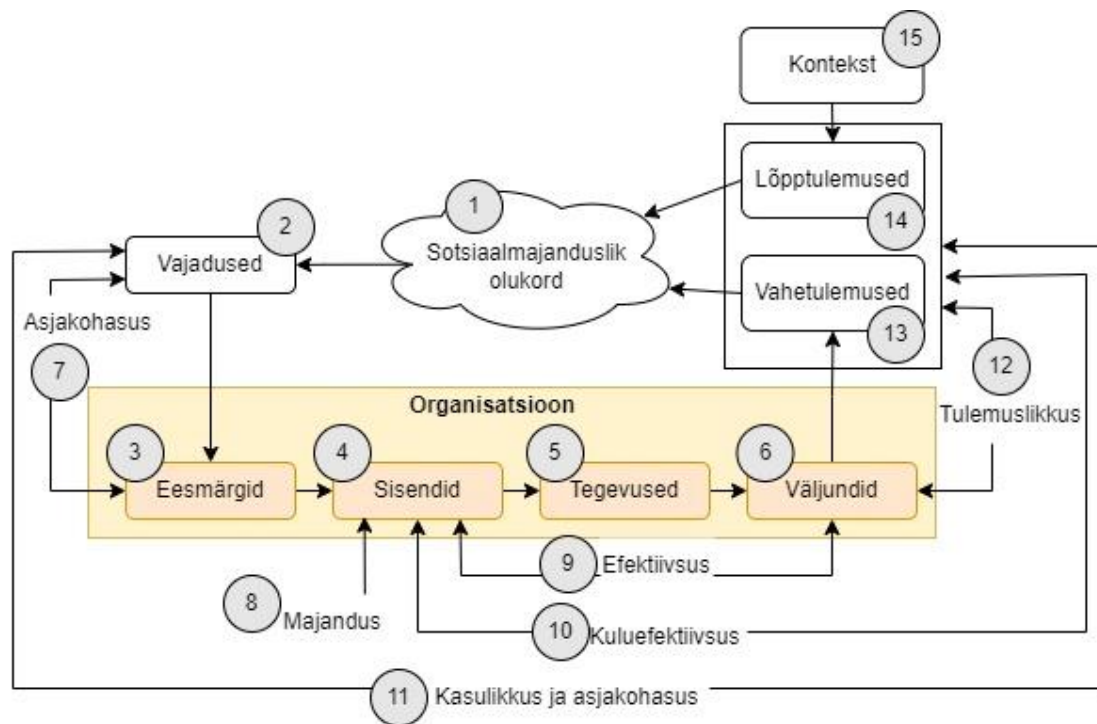 15
Kontekst
Lõpptulemused
14
1
Sotsiaalmajanduslik
olukord
2
Vajadused
Vahetulemused
13
Asjakohasus
7
12
Tulemuslikkus
Organisatsioon
3
Eesmärgid
4
Sisendid
5
Tegevused
6
Väljundid
9
Efektiivsus
8
Majandus
10
Kuluefektiivsus
11
Kasulikkus ja asjakohasus